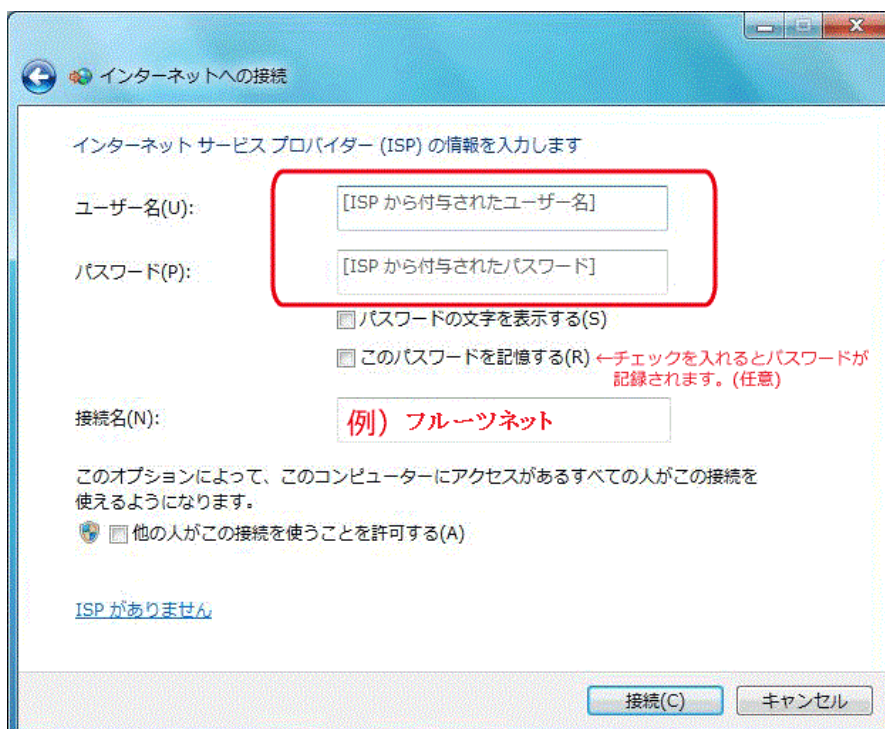 インターネットへの接続
インターネット サービス プロバイダー (ISP) の情報を入力します
ユーザー名(U):
[ISP から付与されたユーザー名]
パスワード(P):
[ISP から付与されたパスワード]
パスワードの文字を表示する(S)
このパスワードを記憶する(R) ←チェックを入れるとパスワードが
記録されます。(任意)
接続名(N):
例）フルーツネット
このオプションによって、このコンピューターにアクセスがあるすべての人がこの接続を
使えるようになります。
他の人がこの接続を使うことを許可する(A)
ISP がありません
接続(C)
キャンセル